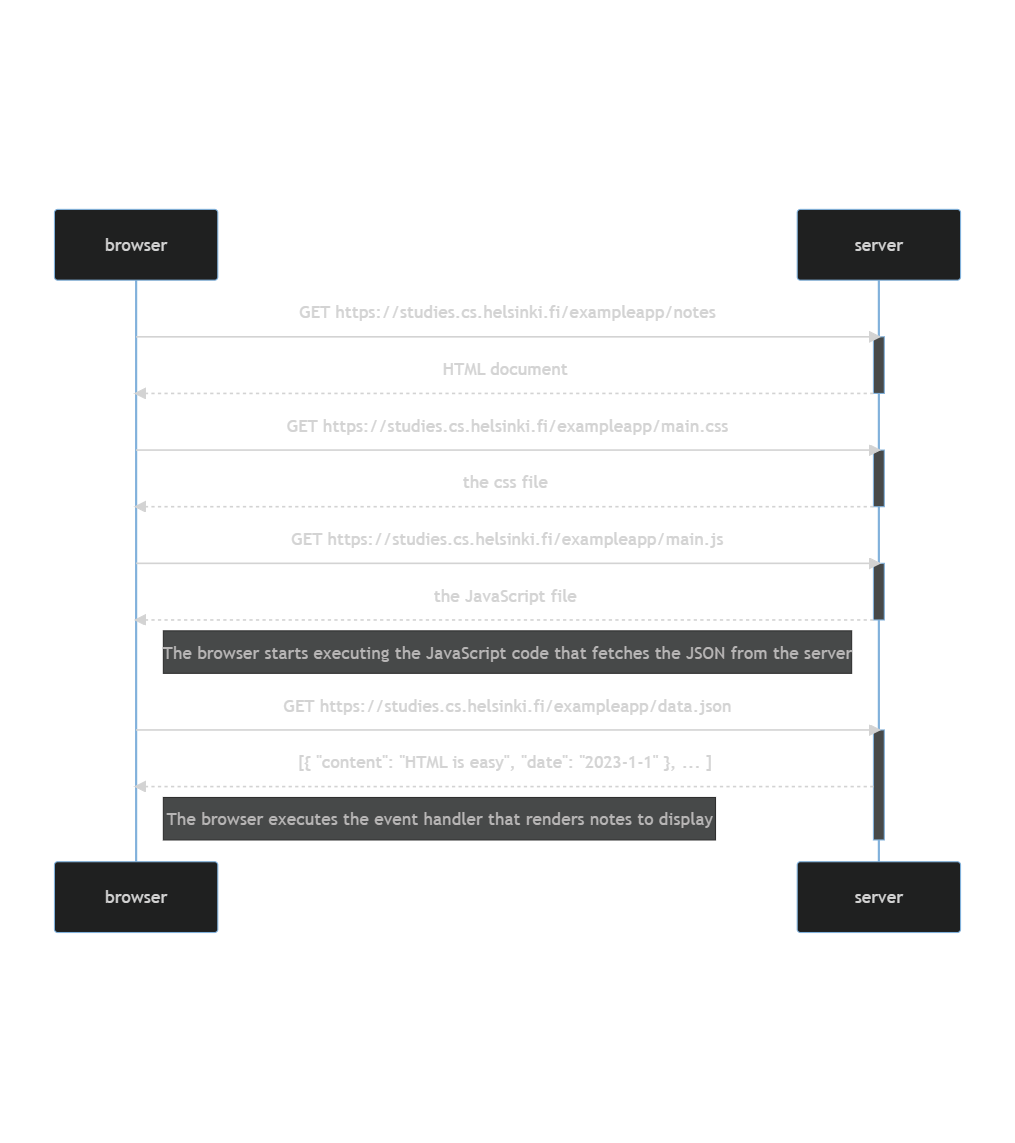 browser
server
GET https://studies.cs.helsinki.fi/exampleapp/notes
HTML document
GET https://studies.cs.helsinki.fi/exampleapp/main.css
the css file
GET https://studies.cs.helsinki.fi/exampleapp/main.js
the JavaScript file
The browser starts executing the JavaScript code that fetches the JSON from the server
GET https://studies.cs.helsinki.fi/exampleapp/data.json
[{ "content": "HTML is easy", "date": "2023-1-1" }, ... ]
The browser executes the event handler that renders notes to display
browser
server